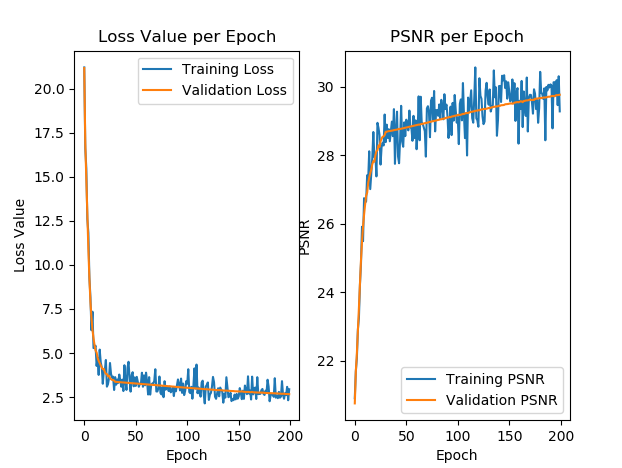 Loss Value per Epoch
Training Loss
Validation Loss
Loss Value
20.0
17.5
15.0
12.5
10.0
7.5
5.0
2.5
0
50
100
150
200
Epoch
PSNR per Epoch
PSNR
30
28
26
24
22
Training PSNR
Validation PSNR
0
50
100
150
200
Epoch